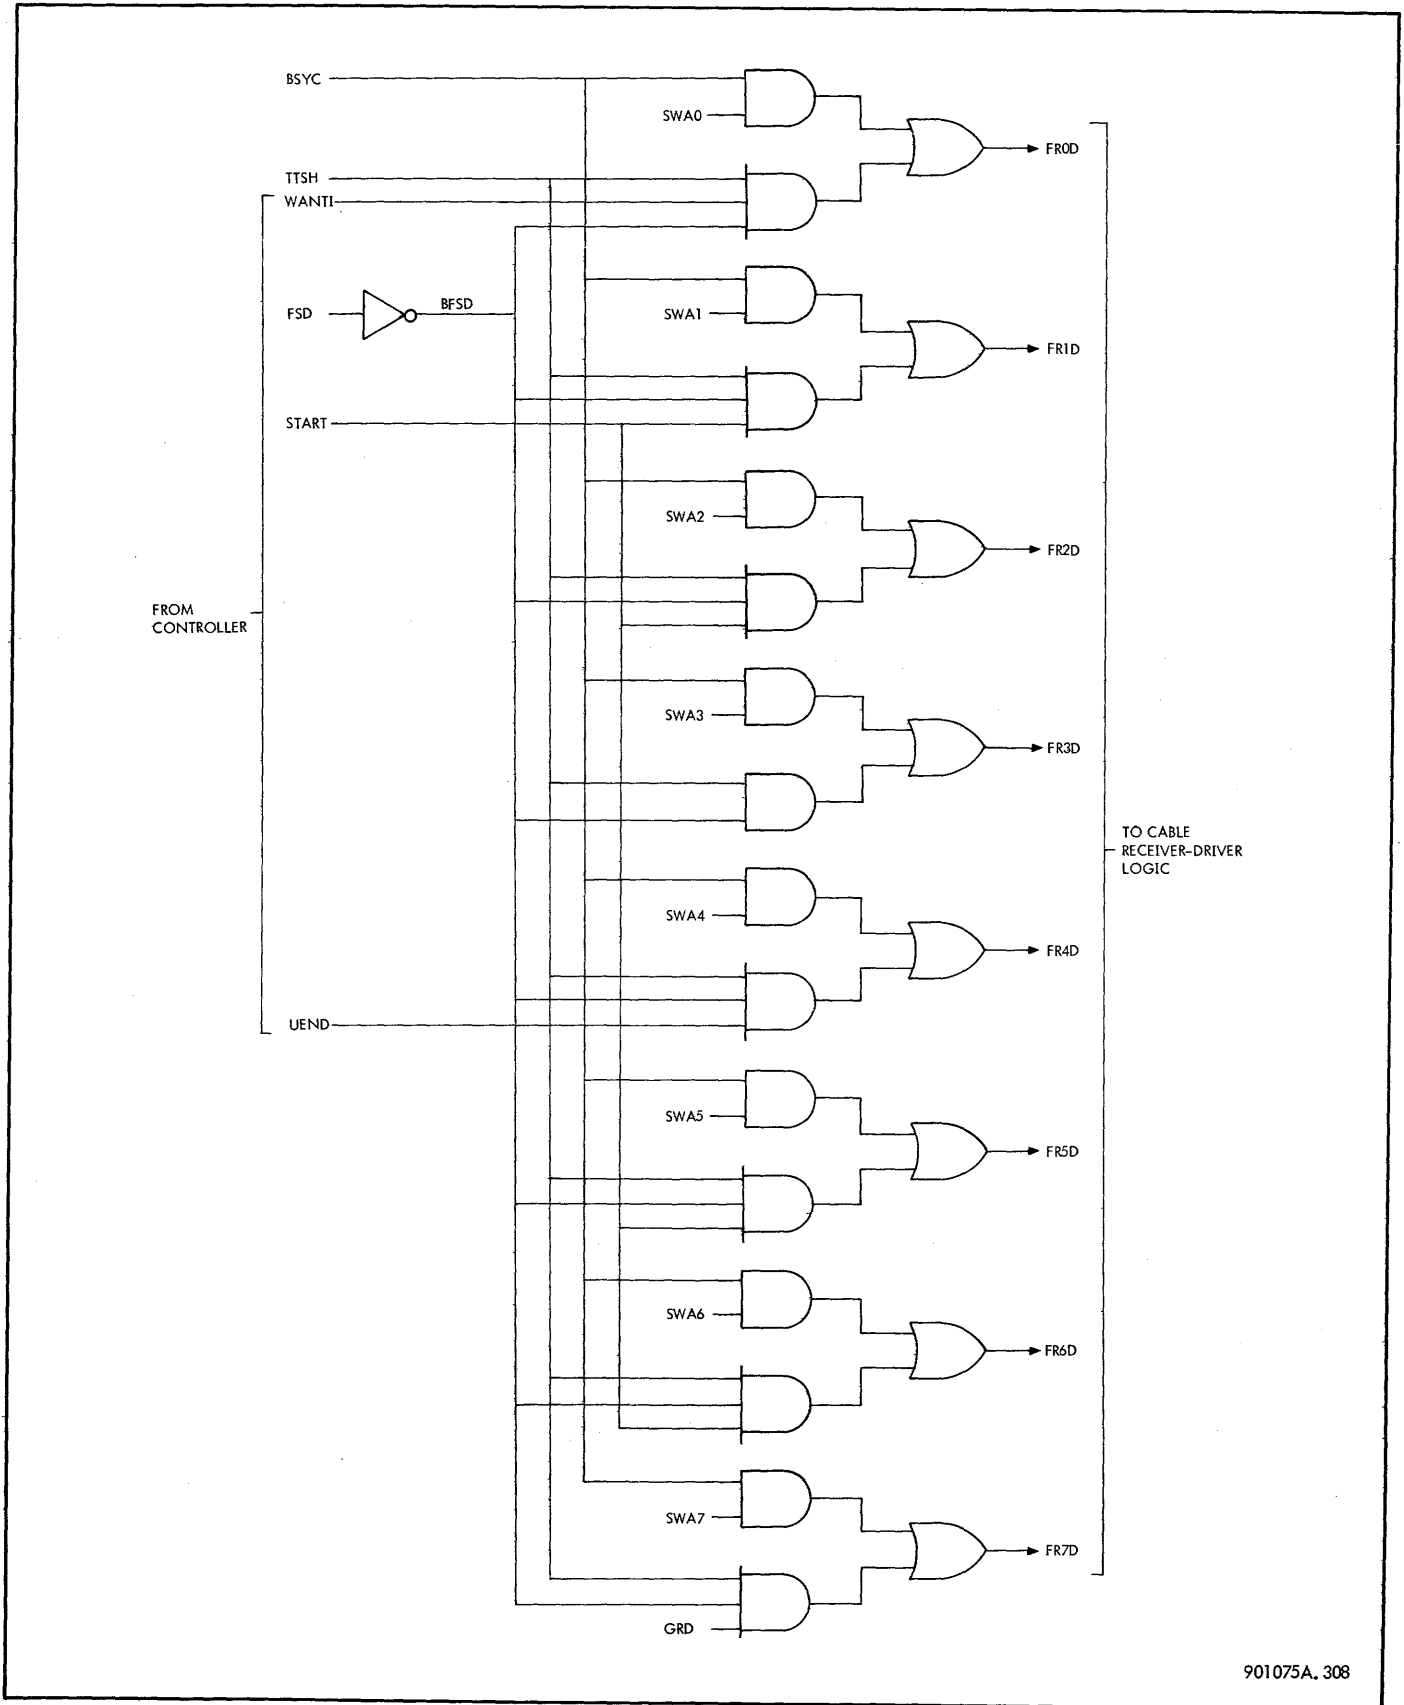 BSYC
SWA0
FR0D
TTSH
WANTI
SWA1
FSD
BFSD
FR1D
START
SWA2
FR2D
FROM
CONTROLLER
SWA3
FR3D
TO CABLE
RECEIVER-DRIVER
LOGIC
SWA4
FR4D
UEND
SWA5
FR5D
SWA6
FR6D
SWA7
FR7D
GRD
901075A.308